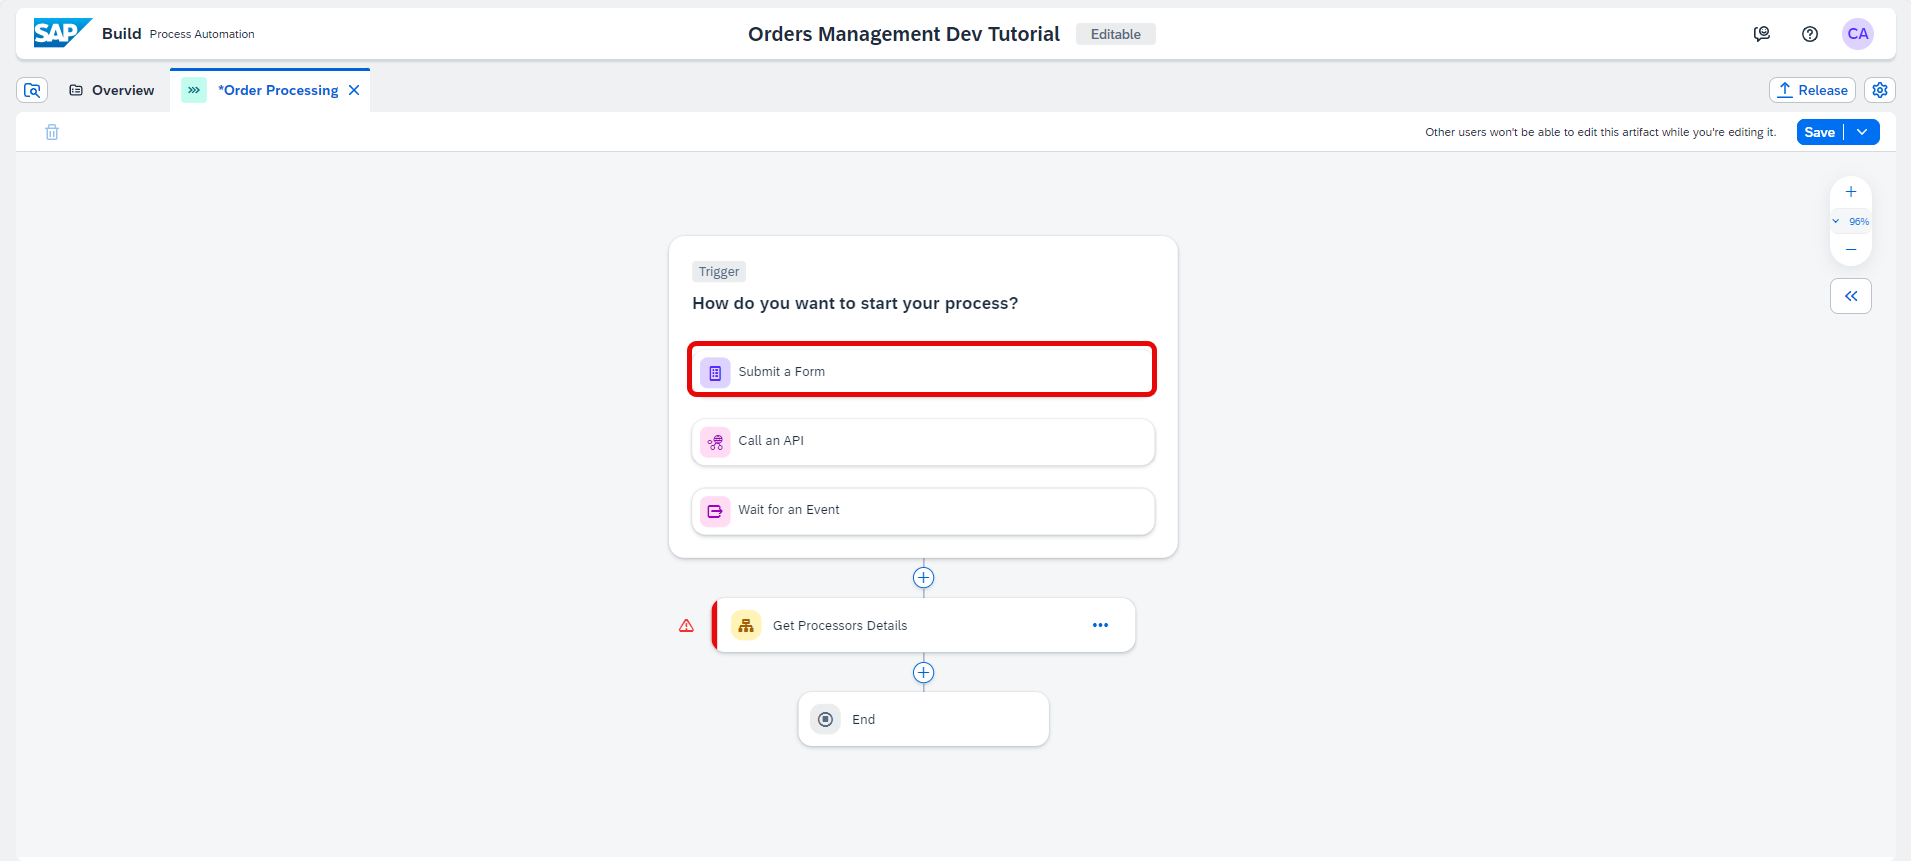 SAP Build Process Automation
Orders Management Dev Tutorial Editable
CA
Overview
*Order Processing
Release
Other users won't be able to edit this artifact while you're editing it.
Save
96%
Trigger
How do you want to start your process?
Submit a Form
Call an API
Wait for an Event
Get Processors Details
End